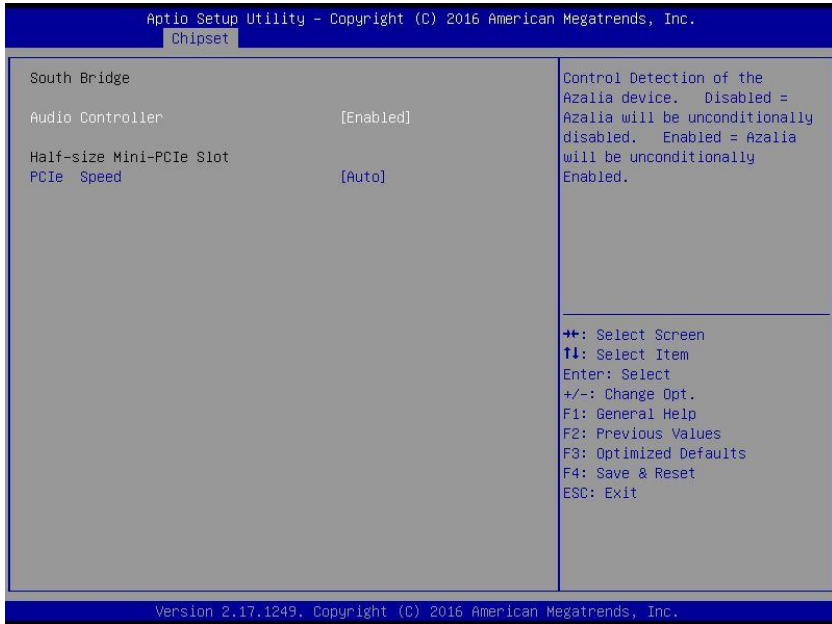 Aptio Setup Utility – Copyright (C) 2016 American Megatrends, Inc.
Chipset
South Bridge
Audio Controller [Enabled]
Half-size Mini-PCIe Slot
PCIe Speed [Auto]
Control Detection of the
Azalia device. Disabled =
Azalia will be unconditionally
disabled. Enabled = Azalia
will be unconditionally
Enabled.
→←: Select Screen
↑↓: Select Item
Enter: Select
+/-: Change Opt.
F1: General Help
F2: Previous Values
F3: Optimized Defaults
F4: Save & Reset
ESC: Exit
Version 2.17.1249. Copyright (C) 2016 American Megatrends, Inc.